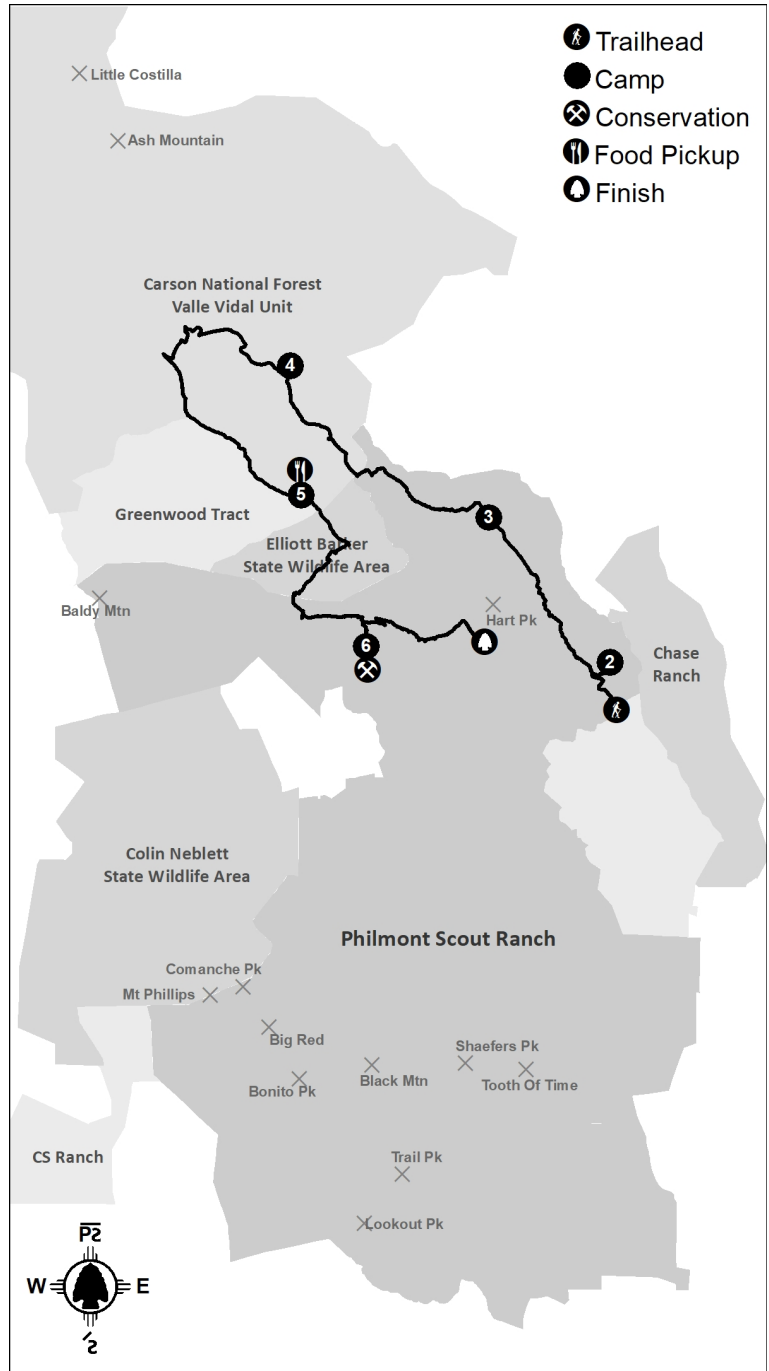 Trailhead
Camp
Conservation
Food Pickup
Finish
Little Costilla
Ash Mountain
Carson National Forest
Valle Vidal Unit
4
5
3
Greenwood Tract
Elliott Barker
State Wildlife Area
Baldy Mtn
Hart Pk
6
2
Chase
Ranch
Colin Neblett
State Wildlife Area
Philmont Scout Ranch
Comanche Pk
Mt Phillips
Big Red
Bonito Pk
Black Mtn
Shaefers Pk
Tooth Of Time
Trail Pk
Lookout Pk
CS Ranch
W
E